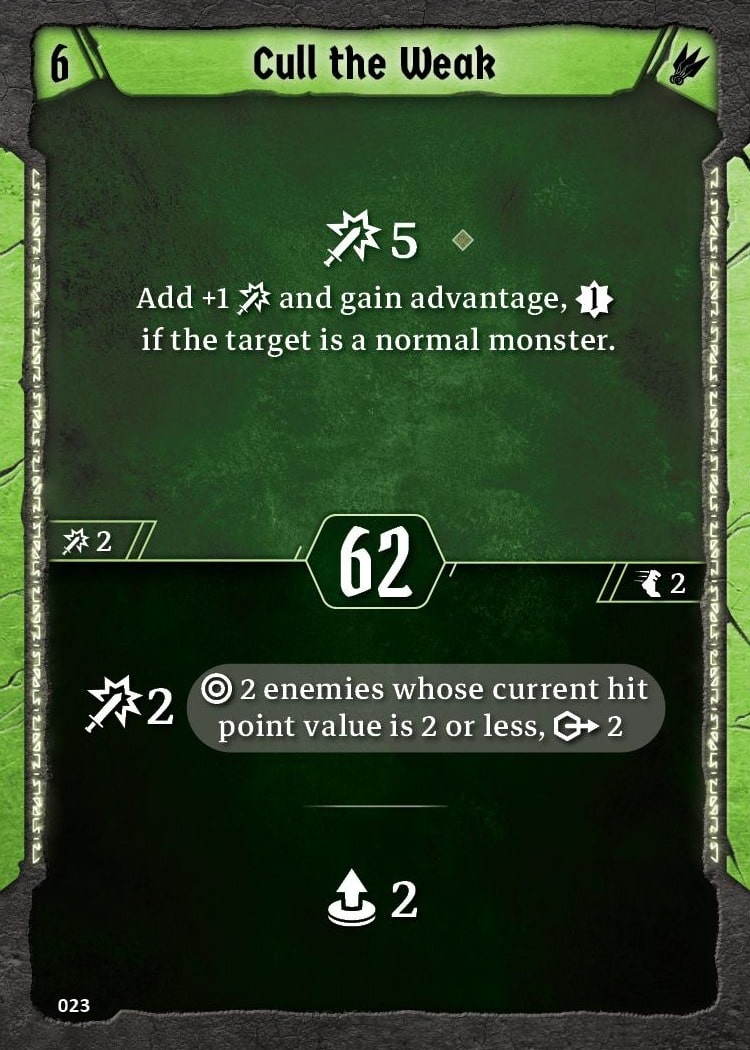 6
Cull the Weak
5
Add +1 and gain advantage, 1
if the target is a normal monster.
2
62
2
2
2 enemies whose current hit
point value is 2 or less, 2
2
023